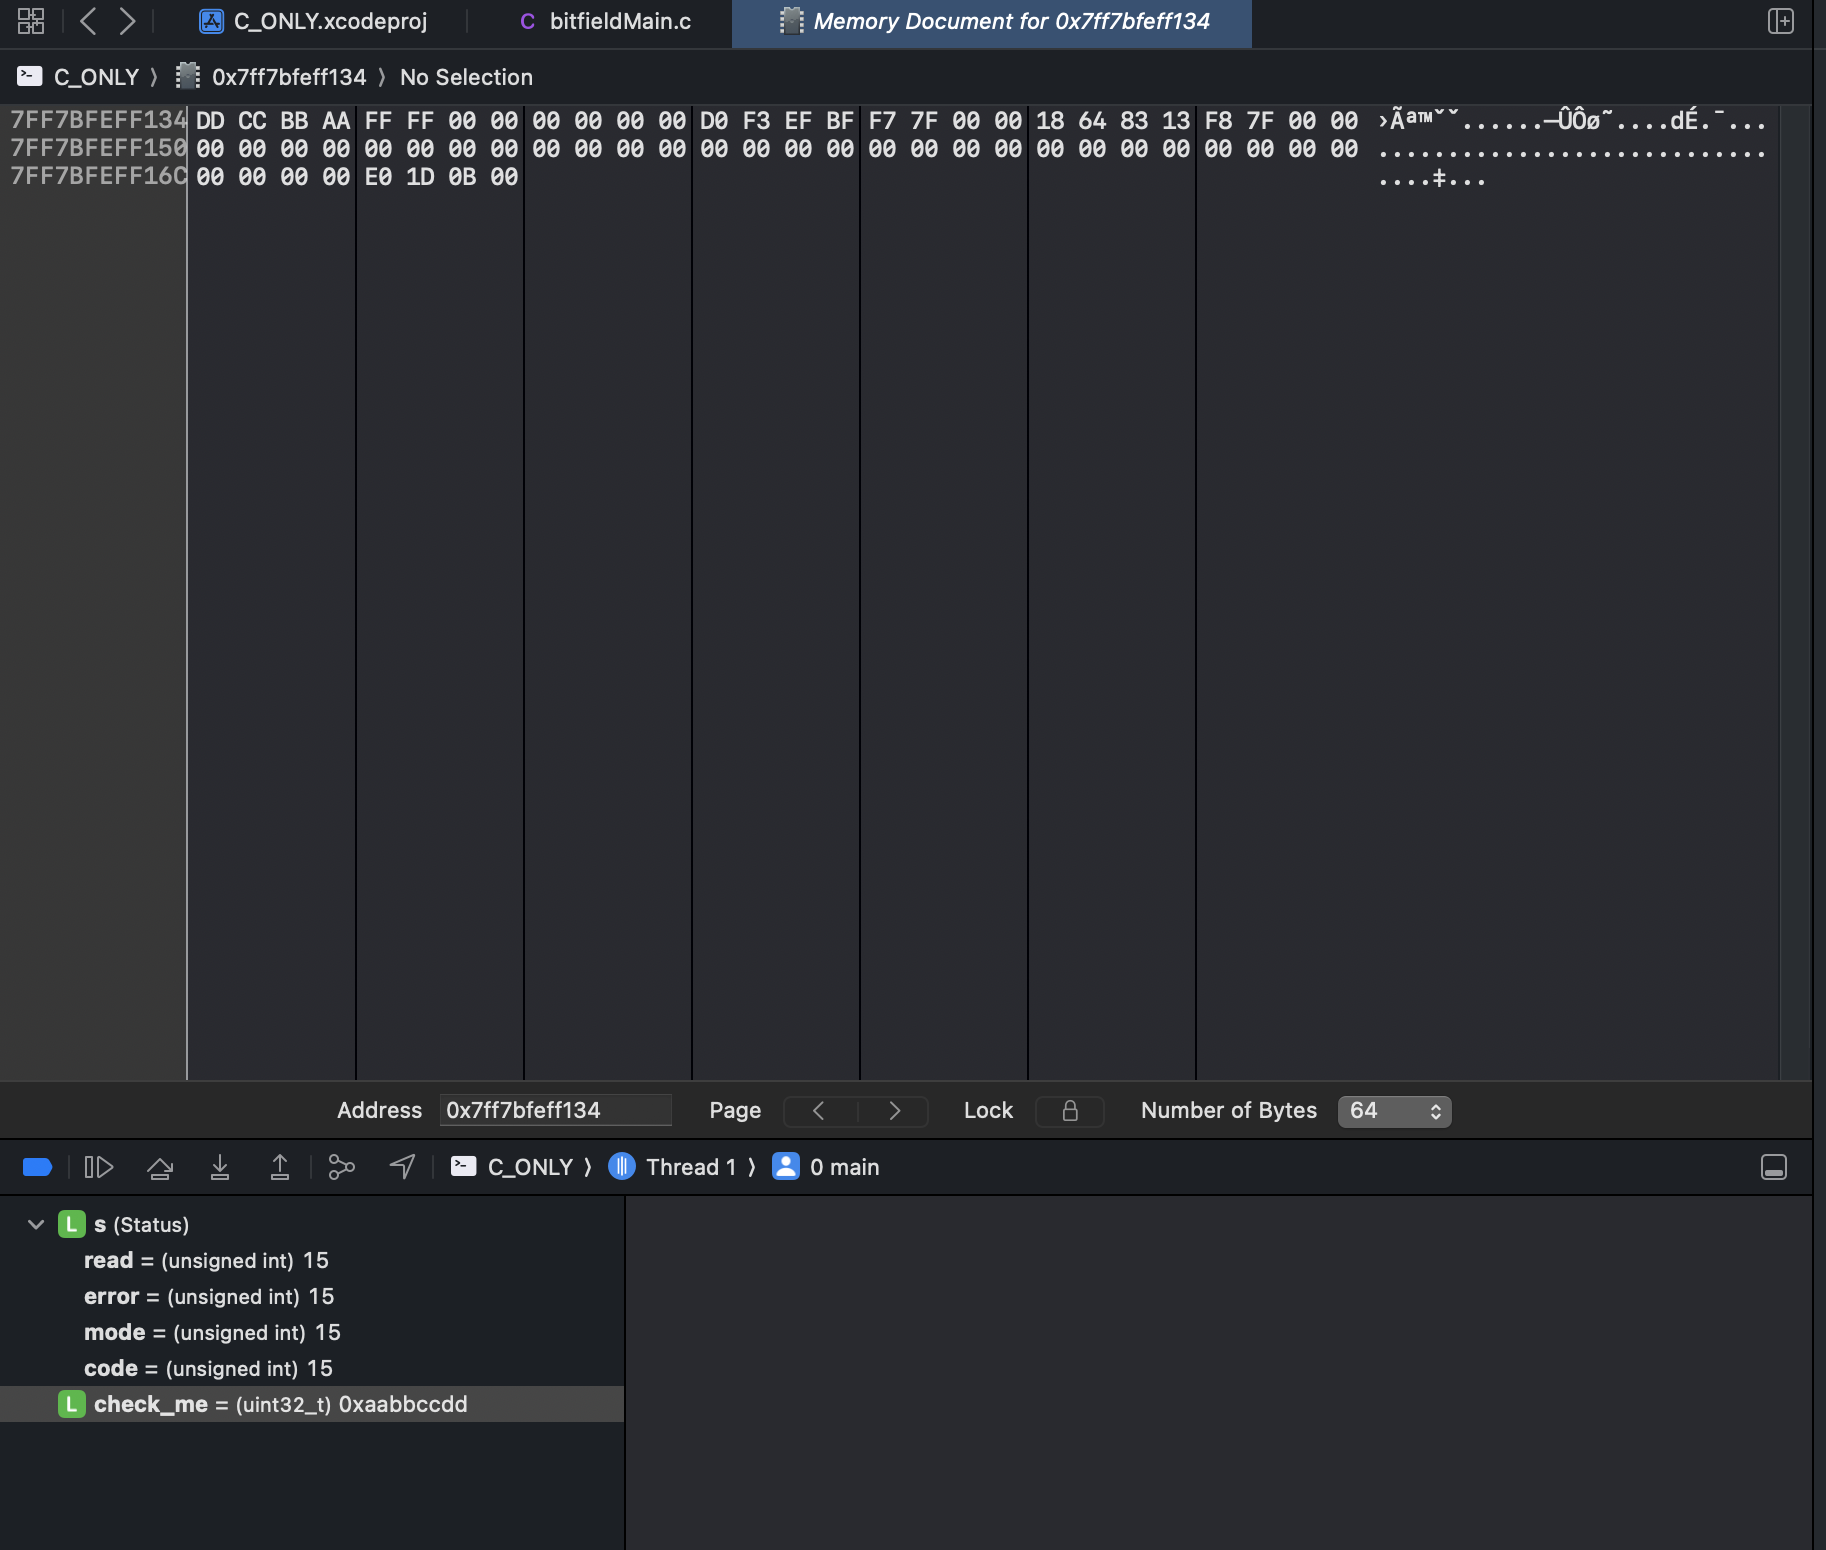 C_ONLY.xcodeproj C bitfieldMain.c Memory Document for 0x7ff7bfeff134
C_ONLY 0x7ff7bfeff134 No Selection
7FF7BFEFF134 DD CC BB AA FF FF 00 00 00 00 00 00 D0 F3 EF BF F7 7F 00 00 18 64 83 13 F8 7F 00 00 ›Ãª™ˇˇ......–ÛÔø˜....dÉ.¯...
7FF7BFEFF150 00 00 00 00 00 00 00 00 00 00 00 00 00 00 00 00 00 00 00 00 00 00 00 00 00 00 00 00 ............................
7FF7BFEFF16C 00 00 00 00 E0 1D 0B 00 ....‡...
Address 0x7ff7bfeff134 Page Lock Number of Bytes 64
C_ONLY Thread 1 0 main
L s (Status)
read = (unsigned int) 15
error = (unsigned int) 15
mode = (unsigned int) 15
code = (unsigned int) 15
L check_me = (uint32_t) 0xaabbccdd